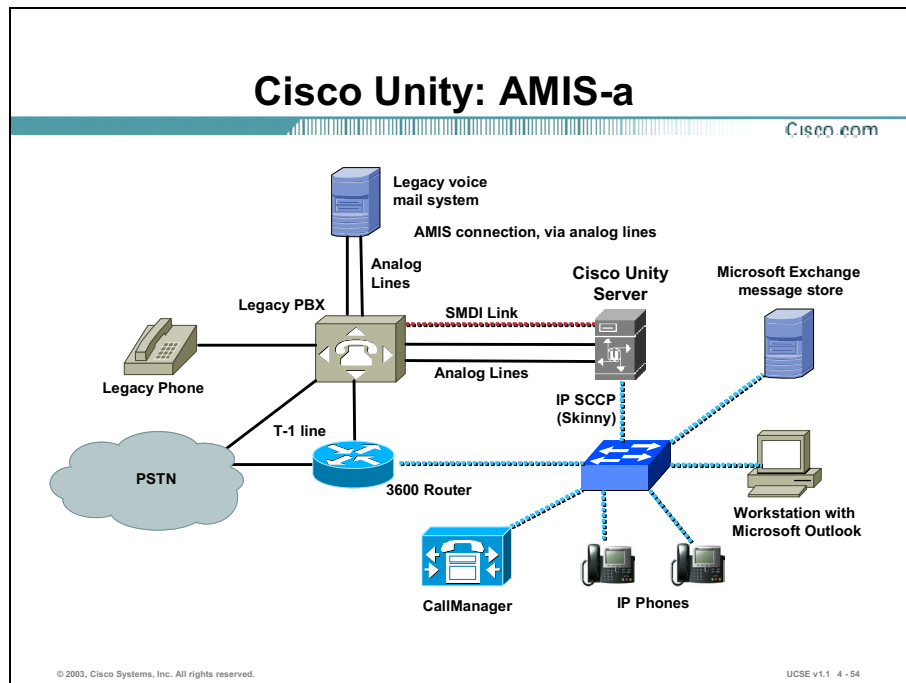 Cisco Unity: AMIS-a
Cisco.com
Legacy voice
mail system
AMIS connection, via analog lines
Analog
Lines
Cisco Unity
Server
Microsoft Exchange
message store
Legacy PBX
SMDI Link
Legacy Phone
Analog Lines
IP SCCP
(Skinny)
T-1 line
PSTN
3600 Router
Workstation with
Microsoft Outlook
CallManager
IP Phones
© 2003, Cisco Systems, Inc. All rights reserved.
UCSE v1.1 4 - 54